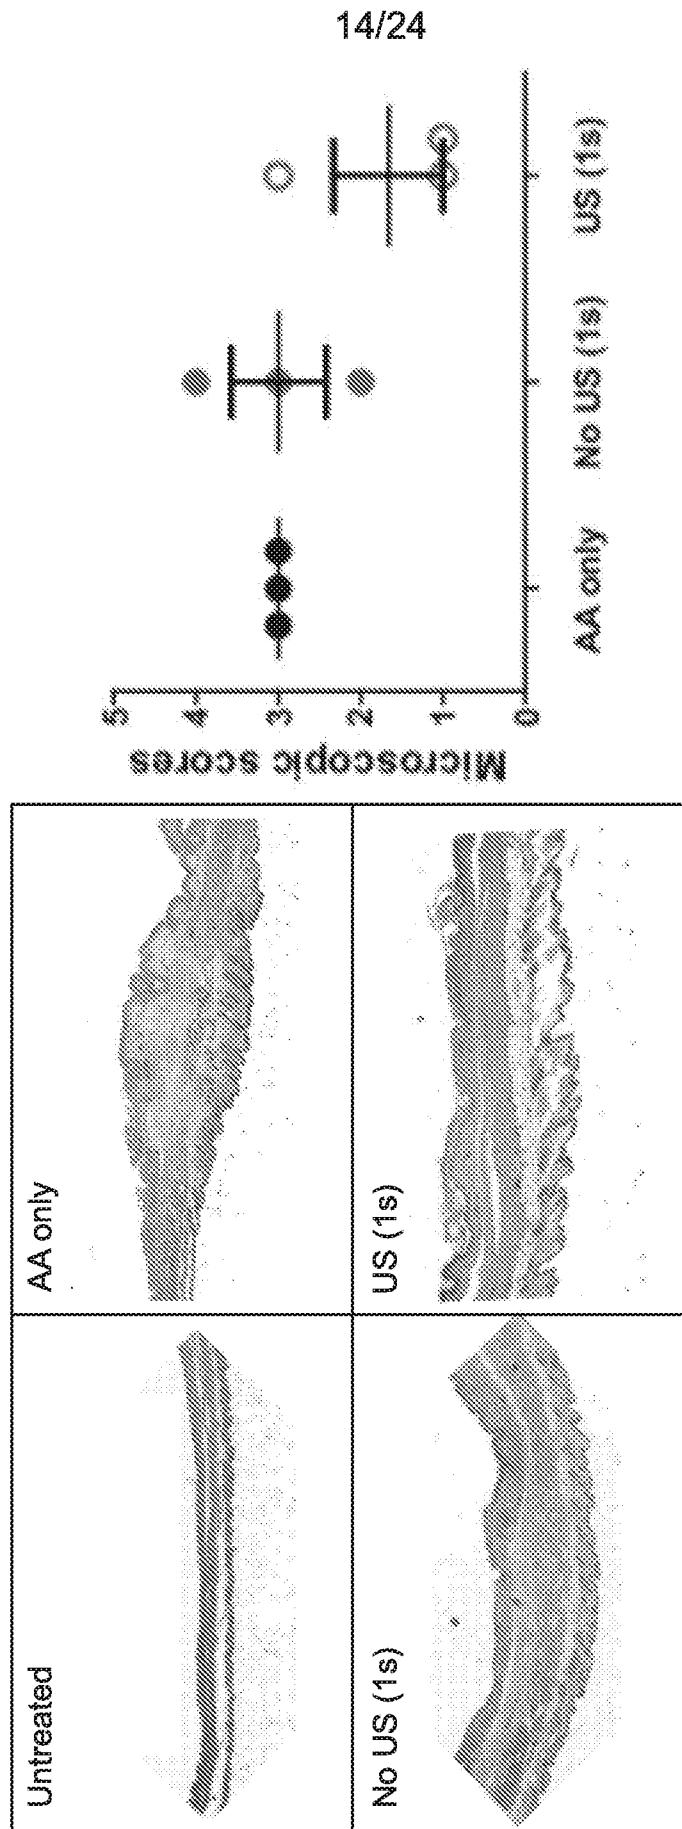 14/24
Untreated
AA only
No US (1s)
US (1s)
Microscopic scores
5
4
3
2
1
0
AA only
No US (1s)
US (1s)